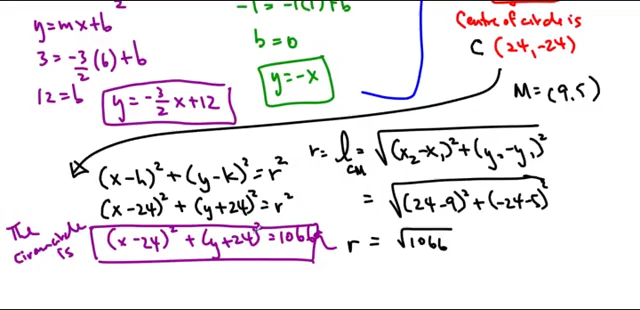 y=mx+b
3=-3/2(6)+b
12=b
y=-3/2x+12
-1=-1(1)+b
b=0
y=-x
Centre of circle is
C (24,-24)
M=(9,5)
(x-h)²+(y-k)²=r²
(x-24)²+(y+24)²=r²
The circumcircle is
(x-24)²+(y+24)²=1066
r=l_CM=√(x₂-x₁)²+(y₂-y₁)²
=√(24-9)²+(-24-5)²
r=√1066